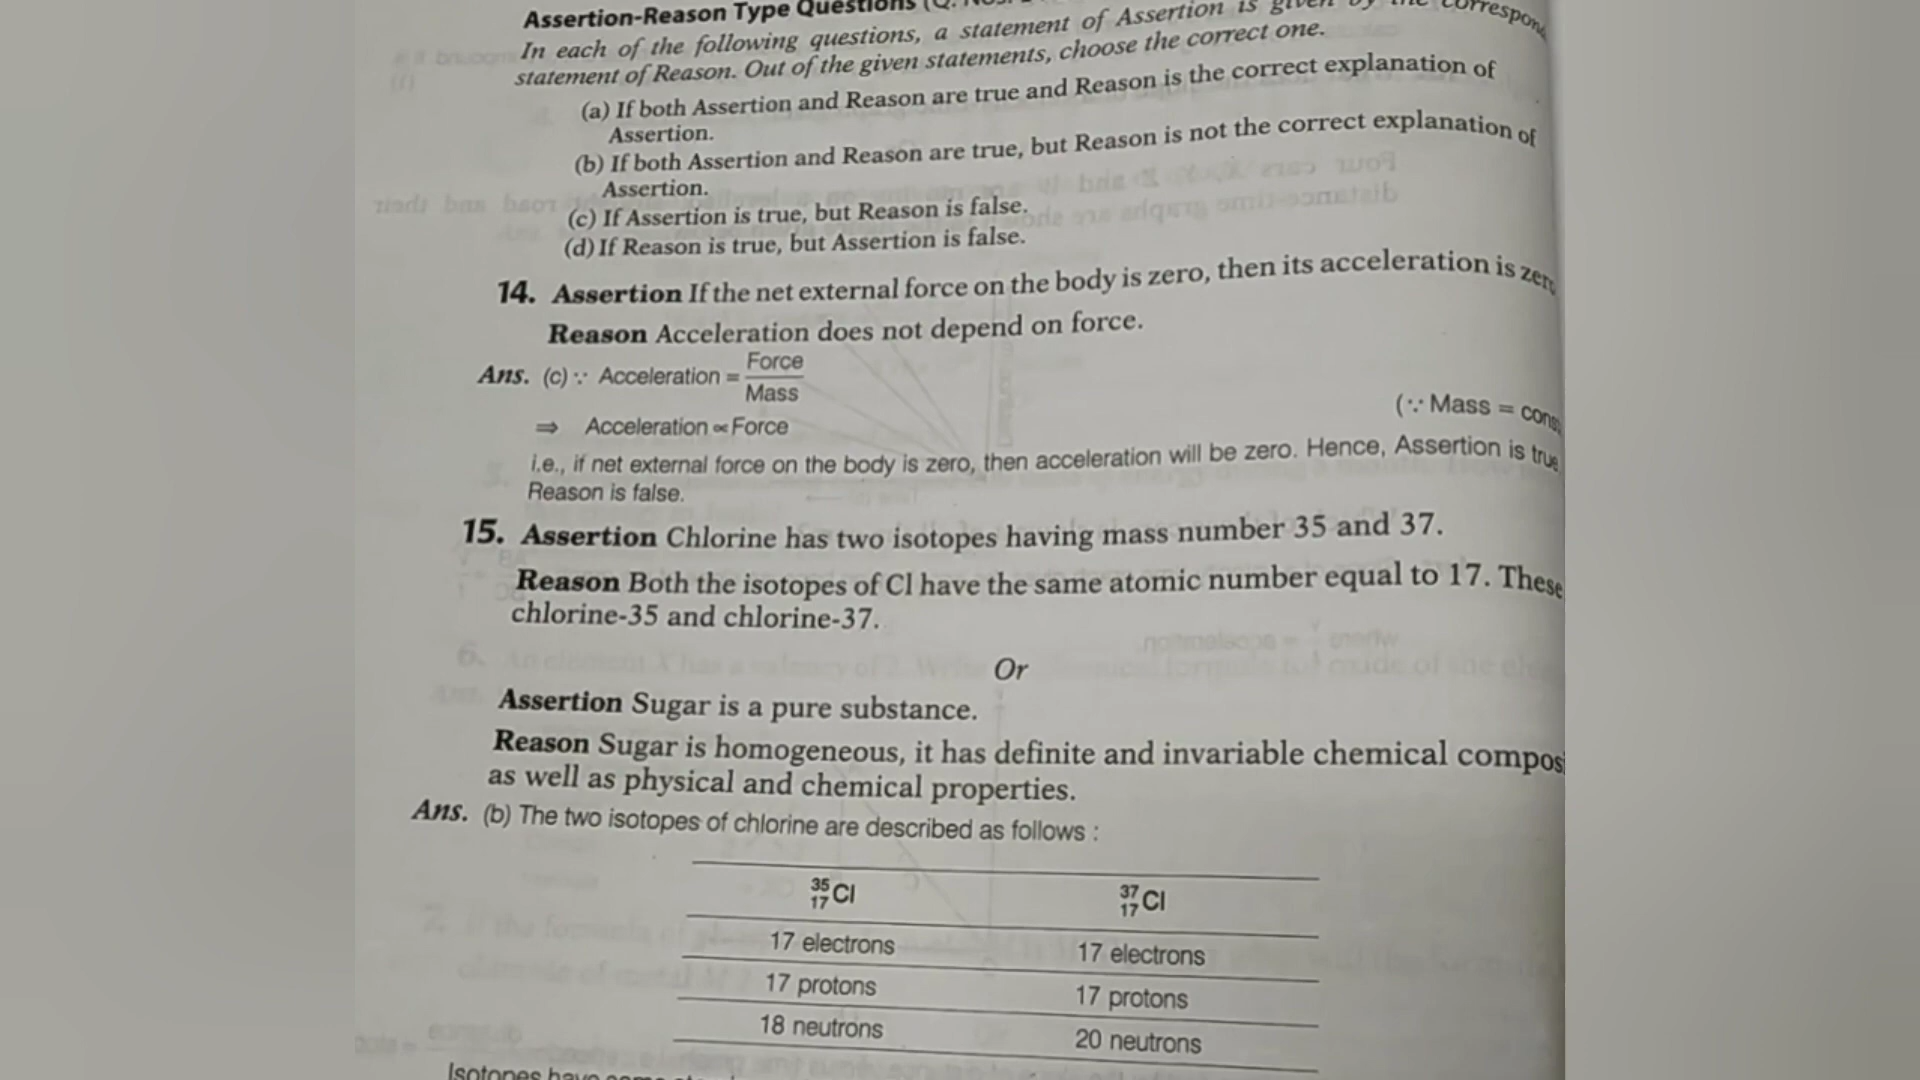 Assertion-Reason Type Questions (Q.
In each of the following questions, a statement of Assertion is given by the
statement of Reason. Out of the given statements, choose the correct one.
(a) If both Assertion and Reason are true and Reason is the correct explanation of
Assertion.
(b) If both Assertion and Reason are true, but Reason is not the correct explanation of
Assertion.
(c) If Assertion is true, but Reason is false.
(d) If Reason is true, but Assertion is false.
14. Assertion If the net external force on the body is zero, then its acceleration is
Reason Acceleration does not depend on force.
Ans. (c) ∵ Acceleration = Force
Mass
(∵ Mass =
⇒ Acceleration ∝ Force
i.e., if net external force on the body is zero, then acceleration will be zero. Hence, Assertion is true
Reason is false.
15. Assertion Chlorine has two isotopes having mass number 35 and 37.
Reason Both the isotopes of Cl have the same atomic number equal to 17. These
chlorine-35 and chlorine-37.
Or
Assertion Sugar is a pure substance.
Reason Sugar is homogeneous, it has definite and invariable chemical
as well as physical and chemical properties.
Ans. (b) The two isotopes of chlorine are described as follows :
³⁵₁₇Cl ³⁷₁₇Cl
17 electrons 17 electrons
17 protons 17 protons
18 neutrons 20 neutrons
Isotopes have